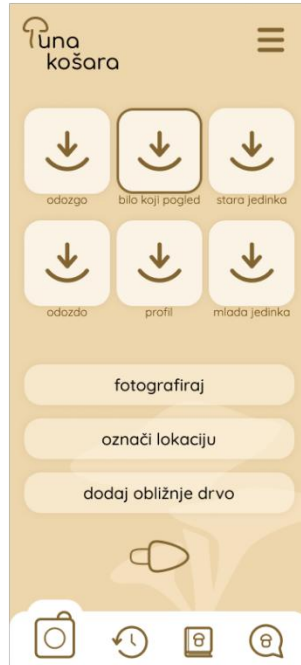 Puna
košara
odozgo
bilo koji pogled
stara jedinka
odozdo
profil
mlada jedinka
fotografiraj
označi lokaciju
dodaj obližnje drvo